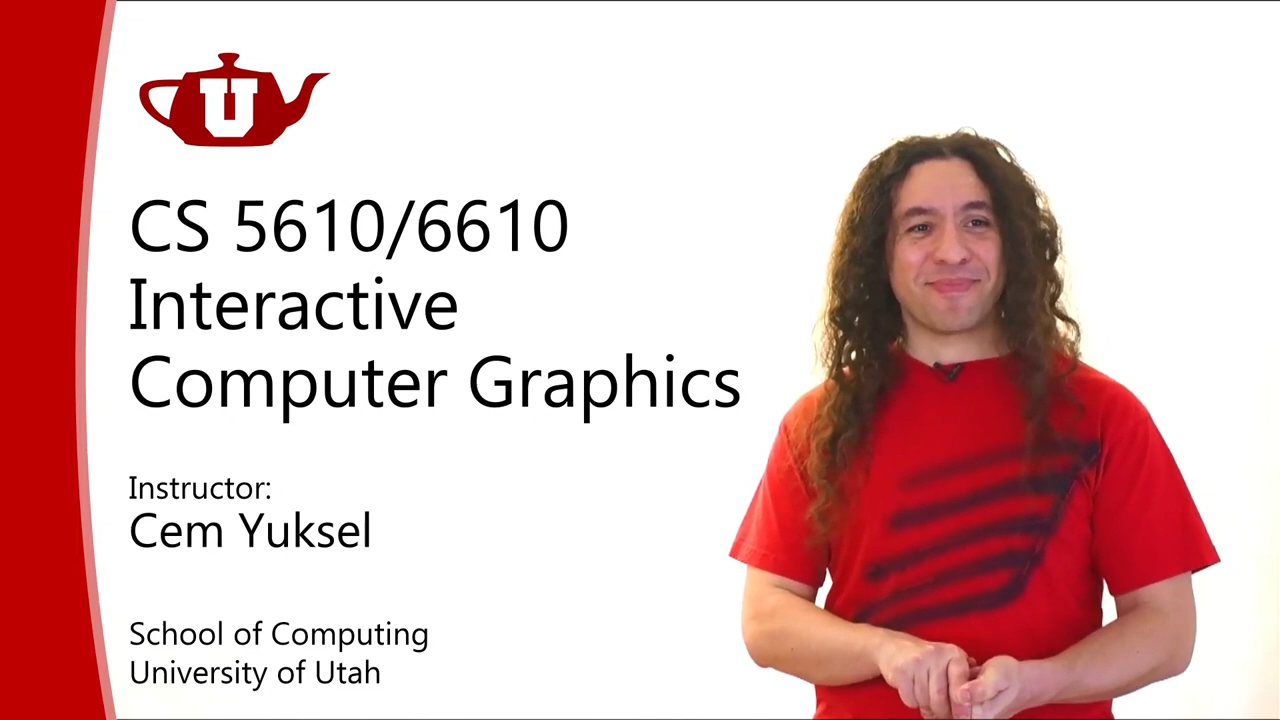 U
CS 5610/6610
Interactive
Computer Graphics
Instructor:
Cem Yuksel
School of Computing
University of Utah